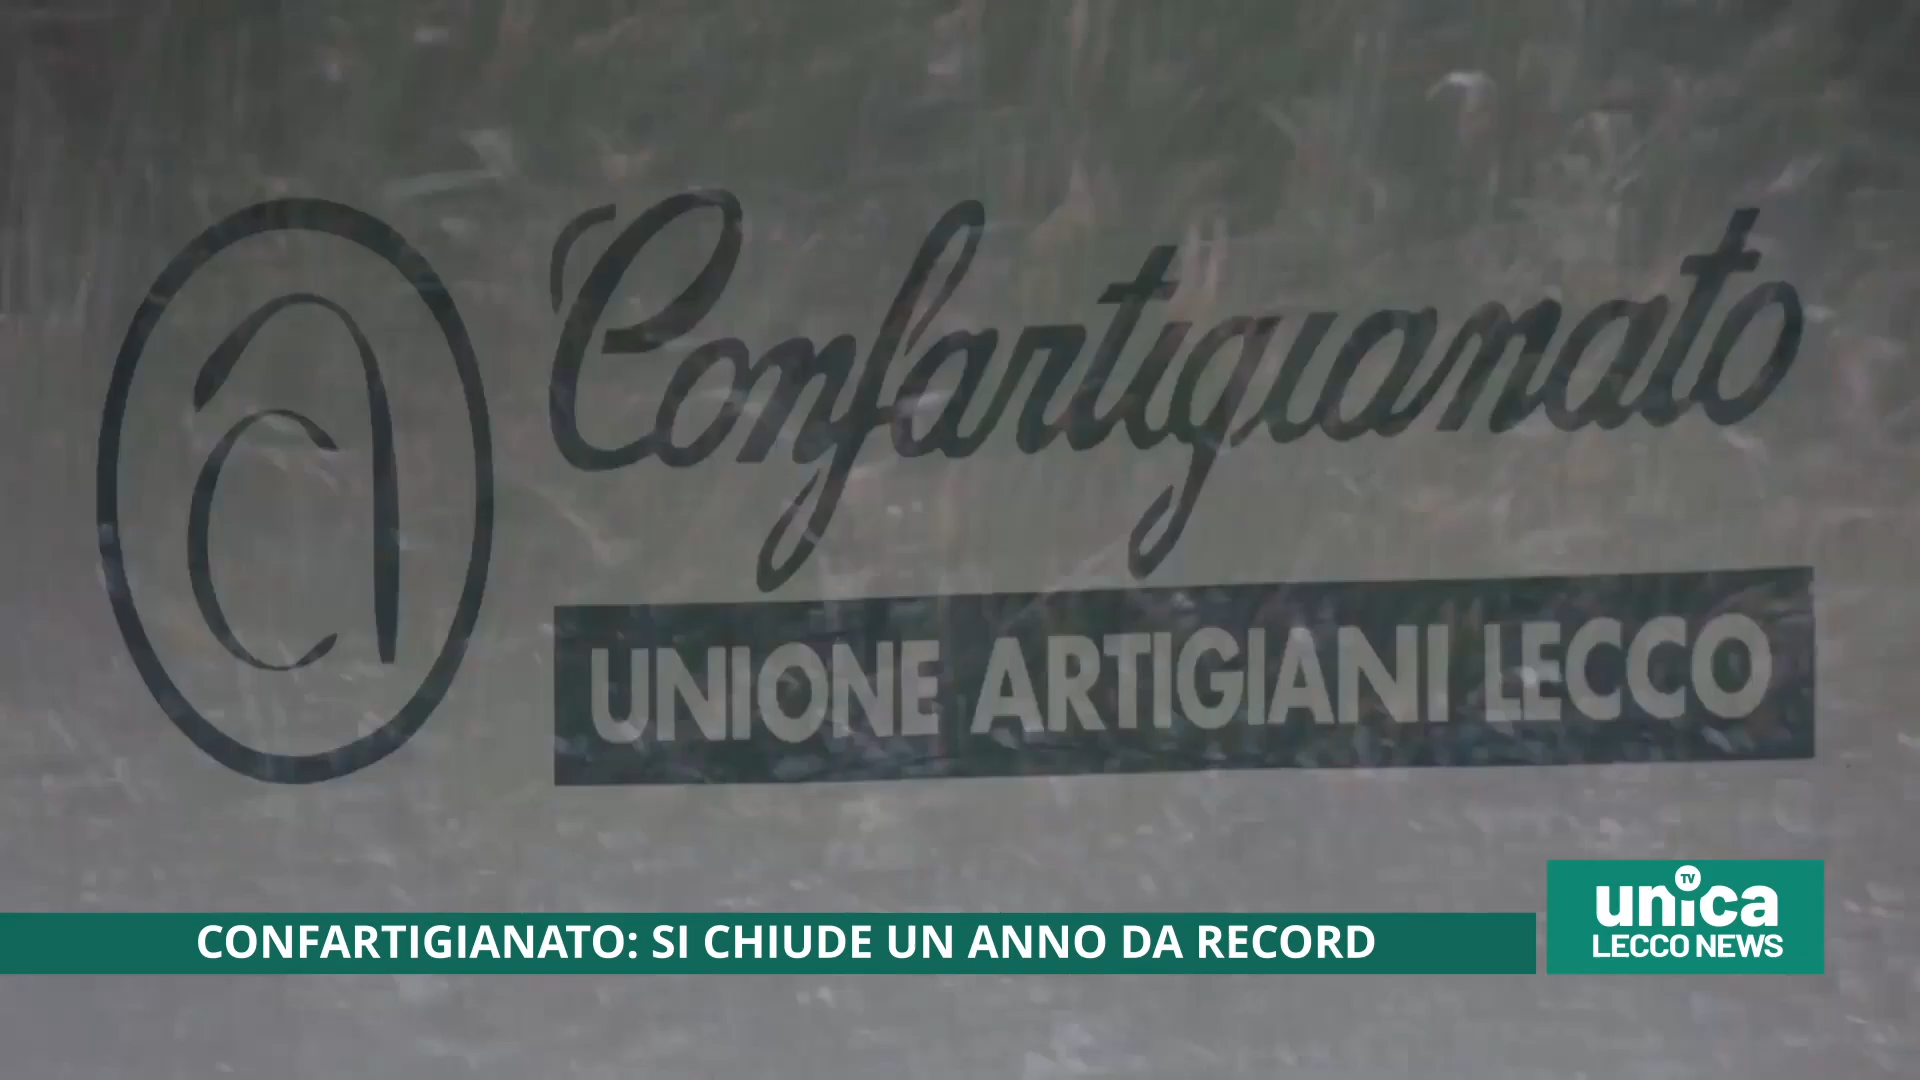 Confartigianato
UNIONE ARTIGIANI LECCO
CONFARTIGIANATO: SI CHIUDE UN ANNO DA RECORD
TV
unica
LECCO NEWS